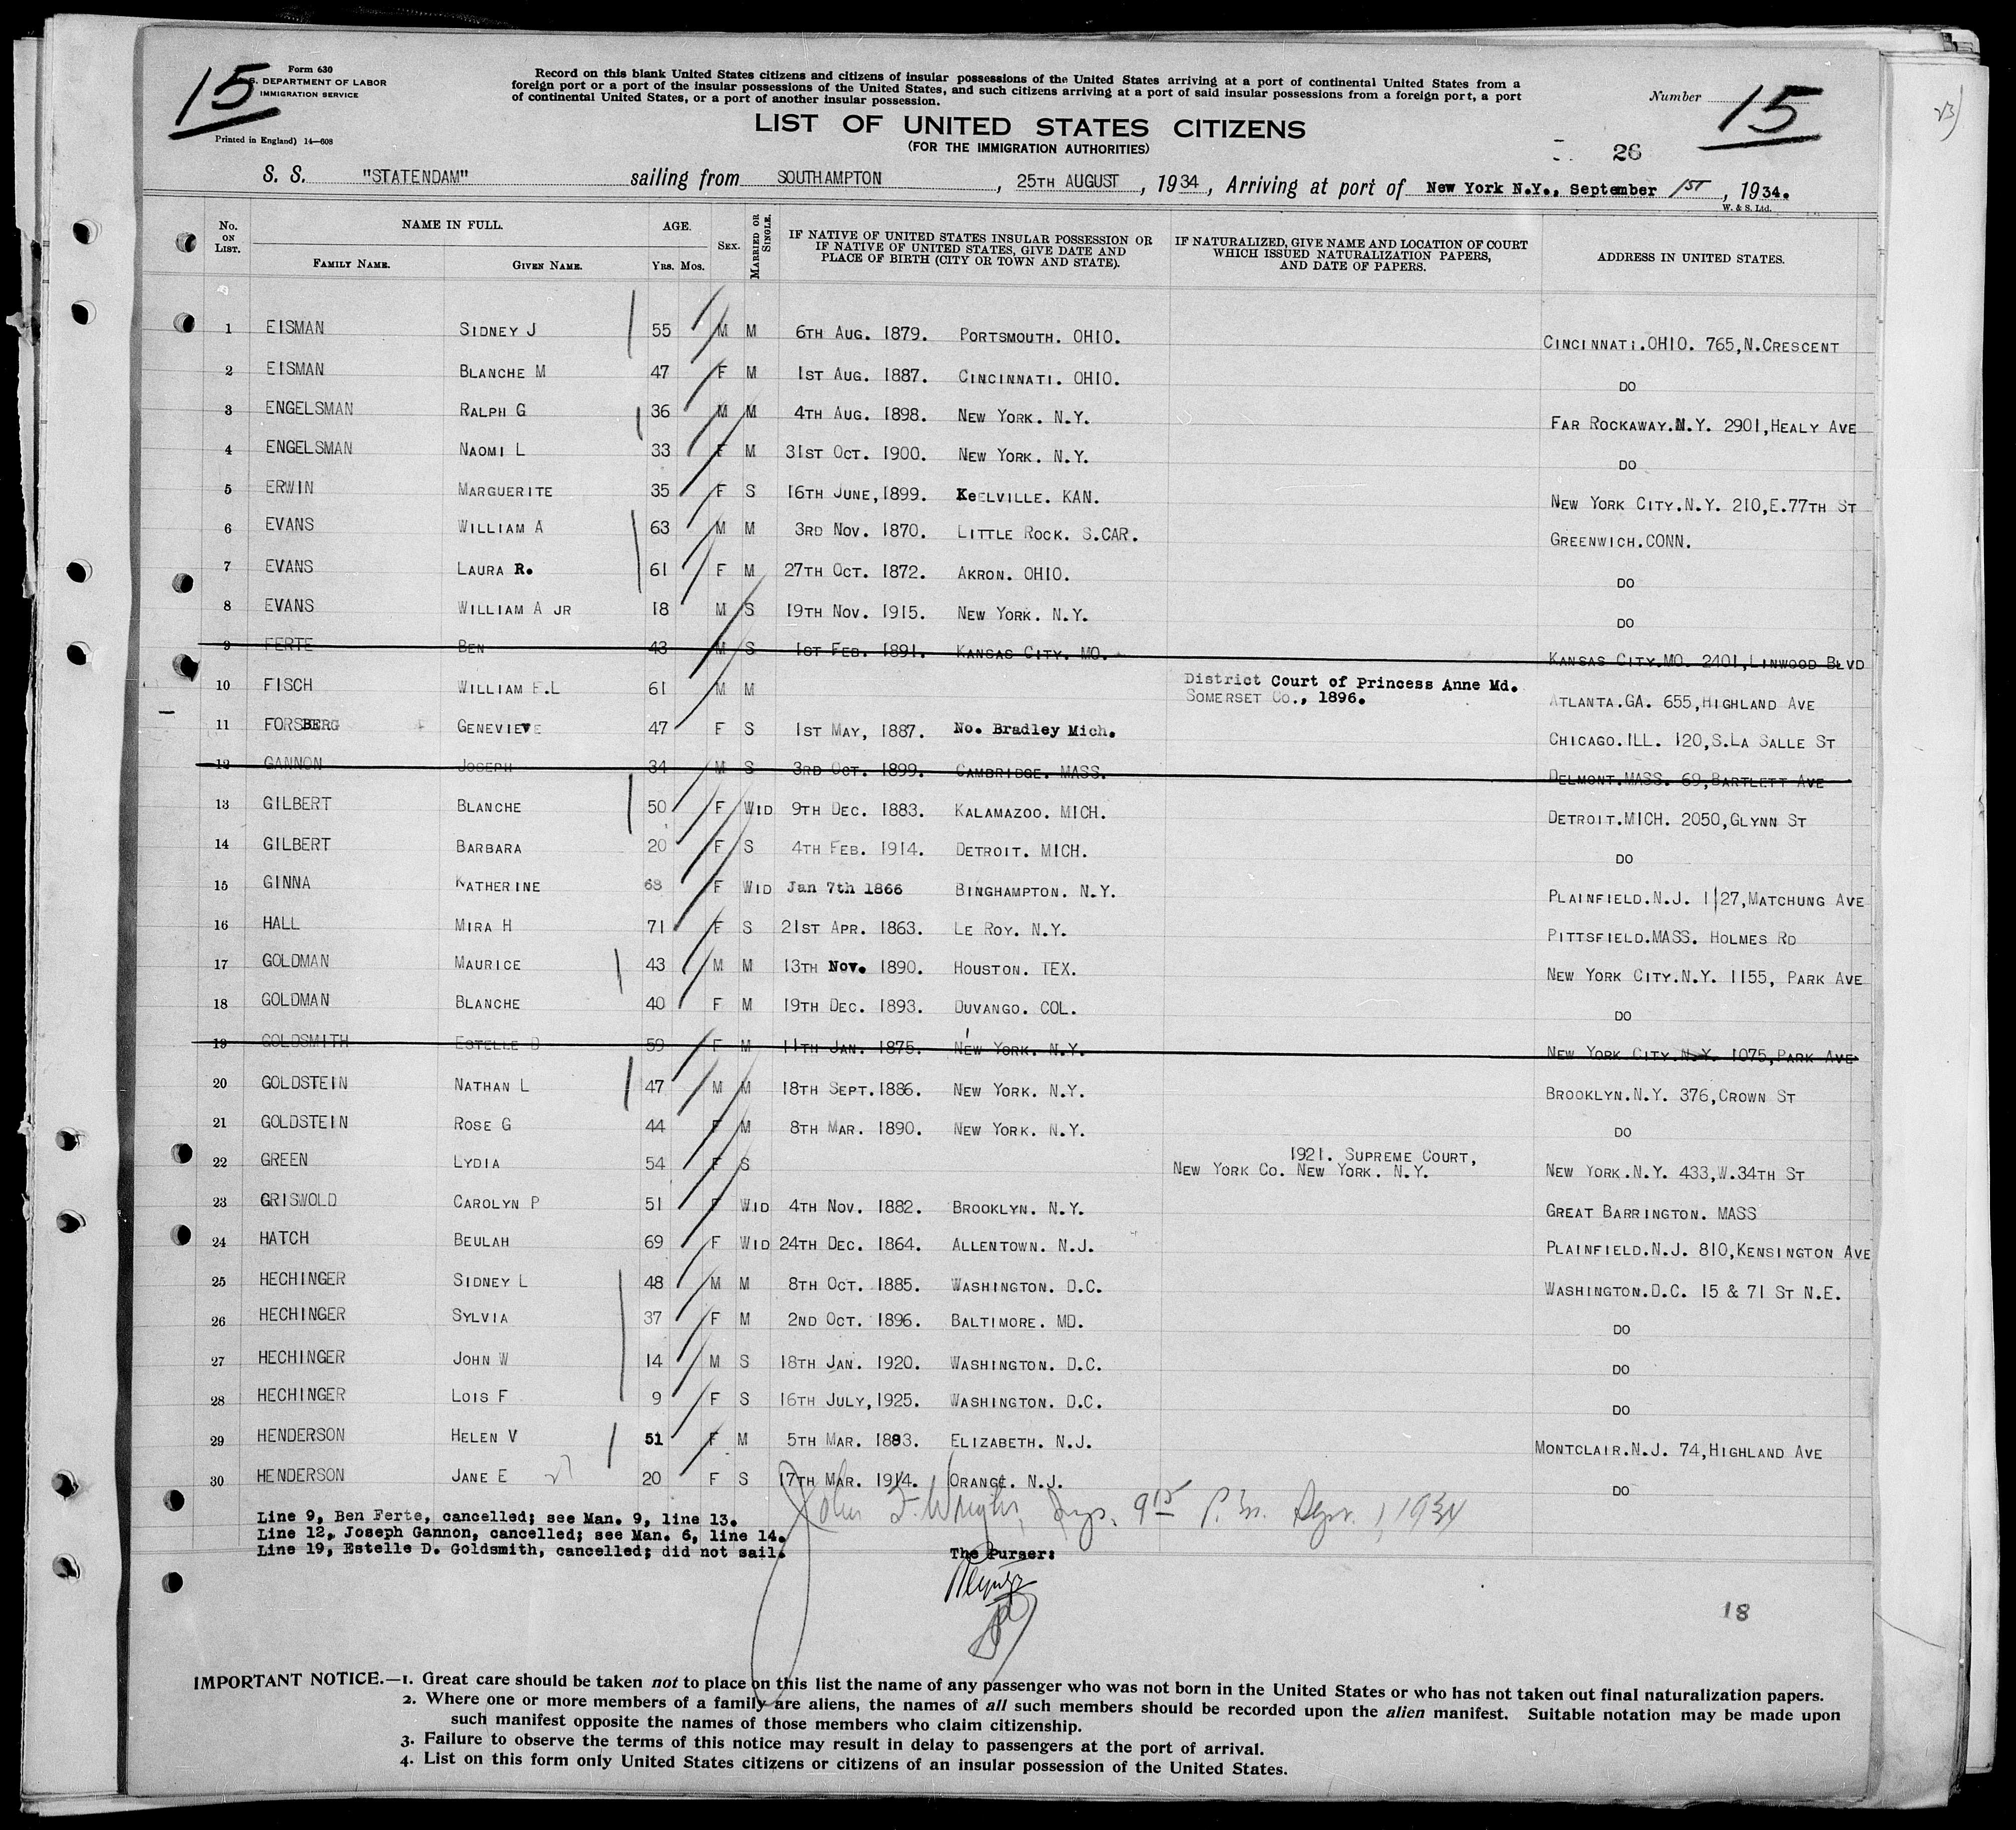 15
Form 630
U.S. DEPARTMENT OF LABOR
IMMIGRATION SERVICE
Printed in England) 14—608
Record on this blank United States citizens and citizens of insular possessions of the United States arriving at a port of continental United States from a
foreign port or a port of the insular possessions of the United States, and such citizens arriving at a port of said insular possessions from a foreign port, a port
of continental United States, or a port of another insular possession.
Number 15
LIST OF UNITED STATES CITIZENS
(FOR THE IMMIGRATION AUTHORITIES)
26
S. S. "STATENDAM" sailing from SOUTHAMPTON, 25TH AUGUST, 1934, Arriving at port of New York N.Y., September 1ST, 1934.
W. & S. Ltd.
No. ON LIST. NAME IN FULL. FAMILY NAME. GIVEN NAME. AGE. YRS. MOS. SEX. MARRIED OR SINGLE. IF NATIVE OF UNITED STATES INSULAR POSSESSION OR IF NATIVE OF UNITED STATES, GIVE DATE AND PLACE OF BIRTH (CITY OR TOWN AND STATE). IF NATURALIZED, GIVE NAME AND LOCATION OF COURT WHICH ISSUED NATURALIZATION PAPERS, AND DATE OF PAPERS. ADDRESS IN UNITED STATES.
1 EISMAN SIDNEY J 55 M M 6TH AUG. 1879. PORTSMOUTH. OHIO. CINCINNATI.OHIO. 765,N.CRESCENT
2 EISMAN BLANCHE M 47 F M 1ST AUG. 1887. CINCINNATI. OHIO. DO
3 ENGELSMAN RALPH G 36 M M 4TH AUG. 1898. NEW YORK. N.Y. FAR ROCKAWAY.N.Y. 2901,HEALY AVE
4 ENGELSMAN NAOMI L 33 F M 31ST OCT. 1900. NEW YORK. N.Y. DO
5 ERWIN MARGUERITE 35 F S 16TH JUNE,1899. KeELVILLE. KAN. NEW YORK CITY.N.Y. 210,E.77TH ST
6 EVANS WILLIAM A 63 M M 3RD NOV. 1870. LITTLE ROCK. S.CAR. GREENWICH.CONN.
7 EVANS LAURA R. 61 F M 27TH OCT. 1872. AKRON. OHIO. DO
8 EVANS WILLIAM A JR 18 M S 19TH NOV. 1915. NEW YORK. N.Y. DO
9 FERTE BEN 43 M S 1ST FEB. 1891. KANSAS CITY. MO. KANSAS CITY.MO. 2401,LINWOOD BLVD
10 FISCH WILLIAM F.L 61 M M District Court of Princess Anne Md. SOMERSET CO., 1896. ATLANTA.GA. 655,HIGHLAND AVE
11 FORSBERG GENEVIEVE 47 F S 1ST MAY, 1887. No. Bradley Mich. CHICAGO.ILL. 120,S.LA SALLE ST
12 GANNON JOSEPH 34 M S 3RD OCT. 1899. CAMBRIDGE. MASS. DELMONT.MASS. 69,BARTLETT AVE
13 GILBERT BLANCHE 50 F WID 9TH DEC. 1883. KALAMAZOO. MICH. DETROIT.MICH. 2050,GLYNN ST
14 GILBERT BARBARA 20 F S 4TH FEB. 1914. DETROIT. MICH. DO
15 GINNA KATHERINE 68 F WID Jan 7th 1866 BINGHAMPTON. N.Y. PLAINFIELD.N.J. 1127,MATCHUNG AVE
16 HALL MIRA H 71 F S 21ST APR. 1863. LE ROY. N.Y. PITTSFIELD.MASS. HOLMES RD
17 GOLDMAN MAURICE 43 M M 13TH Nov. 1890. HOUSTON. TEX. NEW YORK CITY.N.Y. 1155, PARK AVE
18 GOLDMAN BLANCHE 40 F M 19TH DEC. 1893. DUVANGO. COL. DO
19 GOLDSMITH ESTELLE D 59 F M 11TH JAN. 1875. NEW YORK. N.Y. NEW YORK CITY.N.Y. 1075,PARK AVE
20 GOLDSTEIN NATHAN L 47 M M 18TH SEPT.1886. NEW YORK. N.Y. BROOKLYN.N.Y. 376,CROWN ST
21 GOLDSTEIN ROSE G 44 F M 8TH MAR. 1890. NEW YORK. N.Y. DO
22 GREEN LYDIA 54 F S 1921. SUPREME COURT, NEW YORK CO. NEW YORK. N.Y. NEW YORK.N.Y. 433,W.34TH ST
23 GRISWOLD CAROLYN P 51 F WID 4TH NOV. 1882. BROOKLYN. N.Y. GREAT BARRINGTON. MASS
24 HATCH BEULAH 69 F WID 24TH DEC. 1864. ALLENTOWN. N.J. PLAINFIELD.N.J. 810,KENSINGTON AVE
25 HECHINGER SIDNEY L 48 M M 8TH OCT. 1885. WASHINGTON. D.C. WASHINGTON.D.C. 15 & 71 ST N.E.
26 HECHINGER SYLVIA 37 F M 2ND OCT. 1896. BALTIMORE. MD. DO
27 HECHINGER JOHN W 14 M S 18TH JAN. 1920. WASHINGTON. D.C. DO
28 HECHINGER LOIS F 9 F S 16TH JULY,1925. WASHINGTON. D.C. DO
29 HENDERSON HELEN V 51 F M 5TH MAR. 1883. ELIZABETH. N.J. MONTCLAIR.N.J. 74,HIGHLAND AVE
30 HENDERSON JANE E 20 F S 17TH MAR. 1914. ORANGE. N.J. DO
John F. Wright, Insp. 9 15 P.m. Sept. 1, 1934
Line 9, Ben Ferte, cancelled; see Man. 9, line 13.
Line 12, Joseph Gannon, cancelled; see Man. 6, line 14.
Line 19, Estelle D. Goldsmith, cancelled; did not sail.
The Purser:
18
IMPORTANT NOTICE.—1. Great care should be taken not to place on this list the name of any passenger who was not born in the United States or who has not taken out final naturalization papers.
2. Where one or more members of a family are aliens, the names of all such members should be recorded upon the alien manifest. Suitable notation may be made upon
such manifest opposite the names of those members who claim citizenship.
3. Failure to observe the terms of this notice may result in delay to passengers at the port of arrival.
4. List on this form only United States citizens or citizens of an insular possession of the United States.